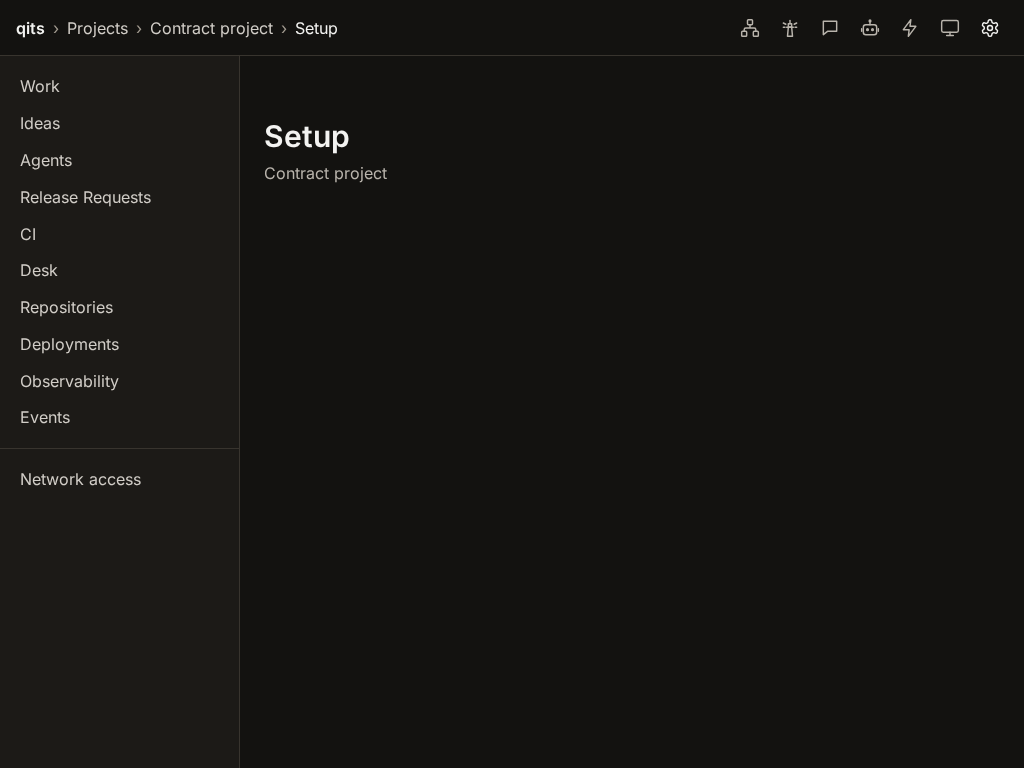 qits › Projects › Contract project › Setup
Work
Ideas
Agents
Release Requests
CI
Desk
Repositories
Deployments
Observability
Events
Network access
Setup
Contract project